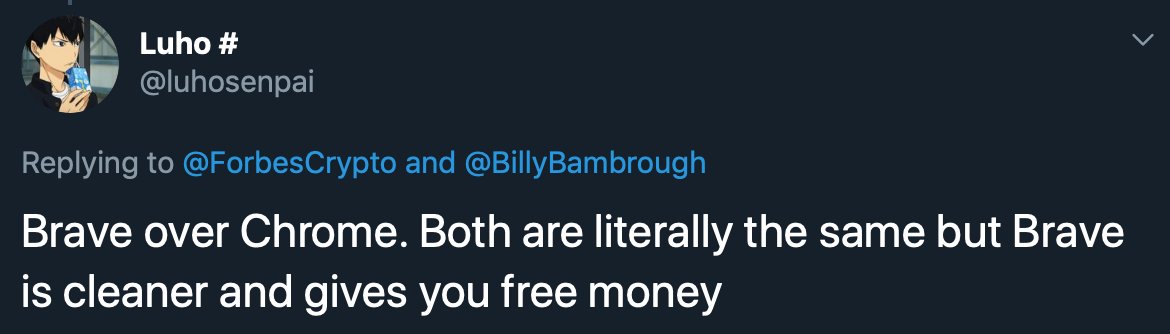 Luho #
@luhosenpai
Replying to @ForbesCrypto and @BillyBambrough
Brave over Chrome. Both are literally the same but Brave
is cleaner and gives you free money